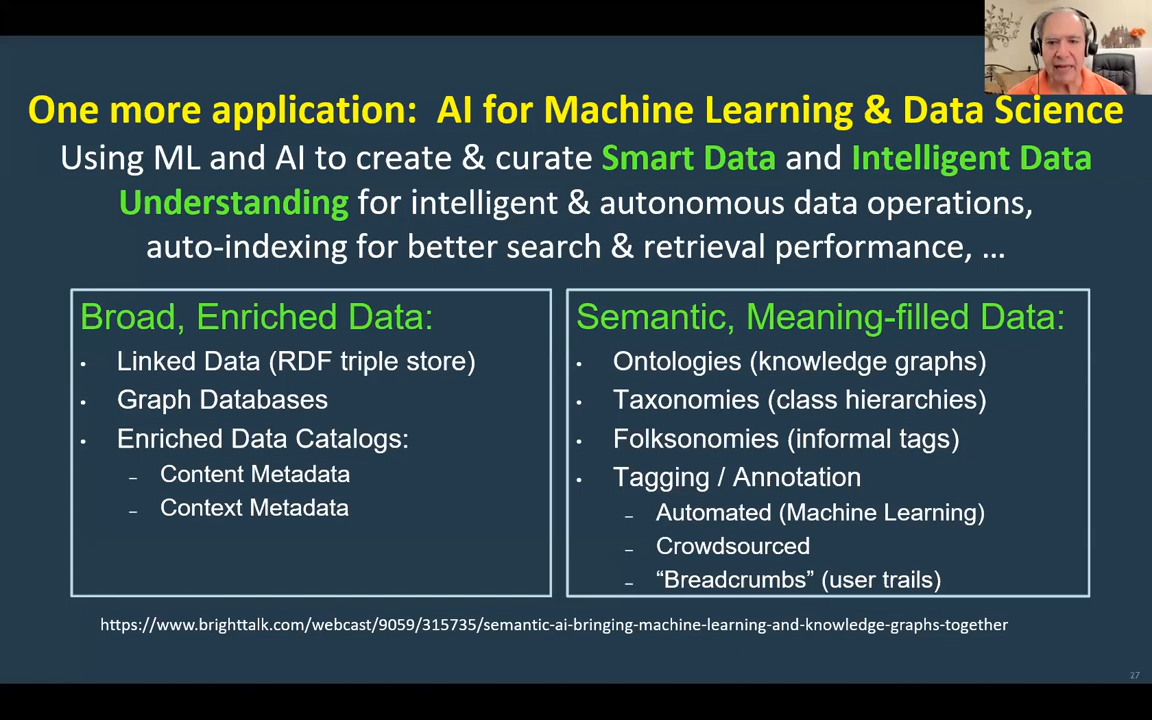 One more application: AI for Machine Learning & Data Science
Using ML and AI to create & curate Smart Data and Intelligent Data
Understanding for intelligent & autonomous data operations,
auto-indexing for better search & retrieval performance, …
Broad, Enriched Data:
• Linked Data (RDF triple store)
• Graph Databases
• Enriched Data Catalogs:
– Content Metadata
– Context Metadata
Semantic, Meaning-filled Data:
• Ontologies (knowledge graphs)
• Taxonomies (class hierarchies)
• Folksonomies (informal tags)
• Tagging / Annotation
– Automated (Machine Learning)
– Crowdsourced
– “Breadcrumbs” (user trails)
https://www.brighttalk.com/webcast/9059/315735/semantic-ai-bringing-machine-learning-and-knowledge-graphs-together
27